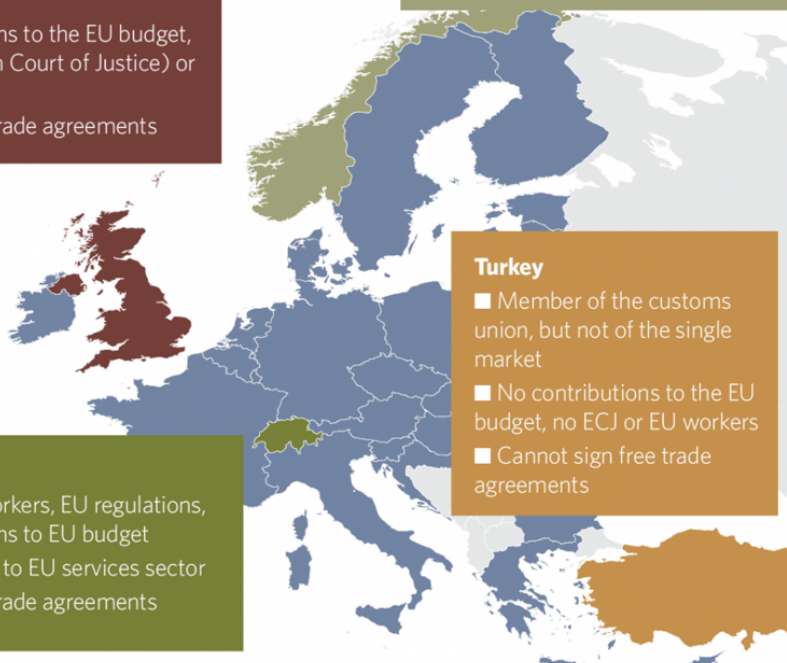 ns to the EU budget,
n Court of Justice) or
rade agreements
Turkey
■ Member of the customs
union, but not of the single
market
■ No contributions to the EU
budget, no ECJ or EU workers
■ Cannot sign free trade
agreements
orkers, EU regulations,
ns to EU budget
to EU services sector
rade agreements